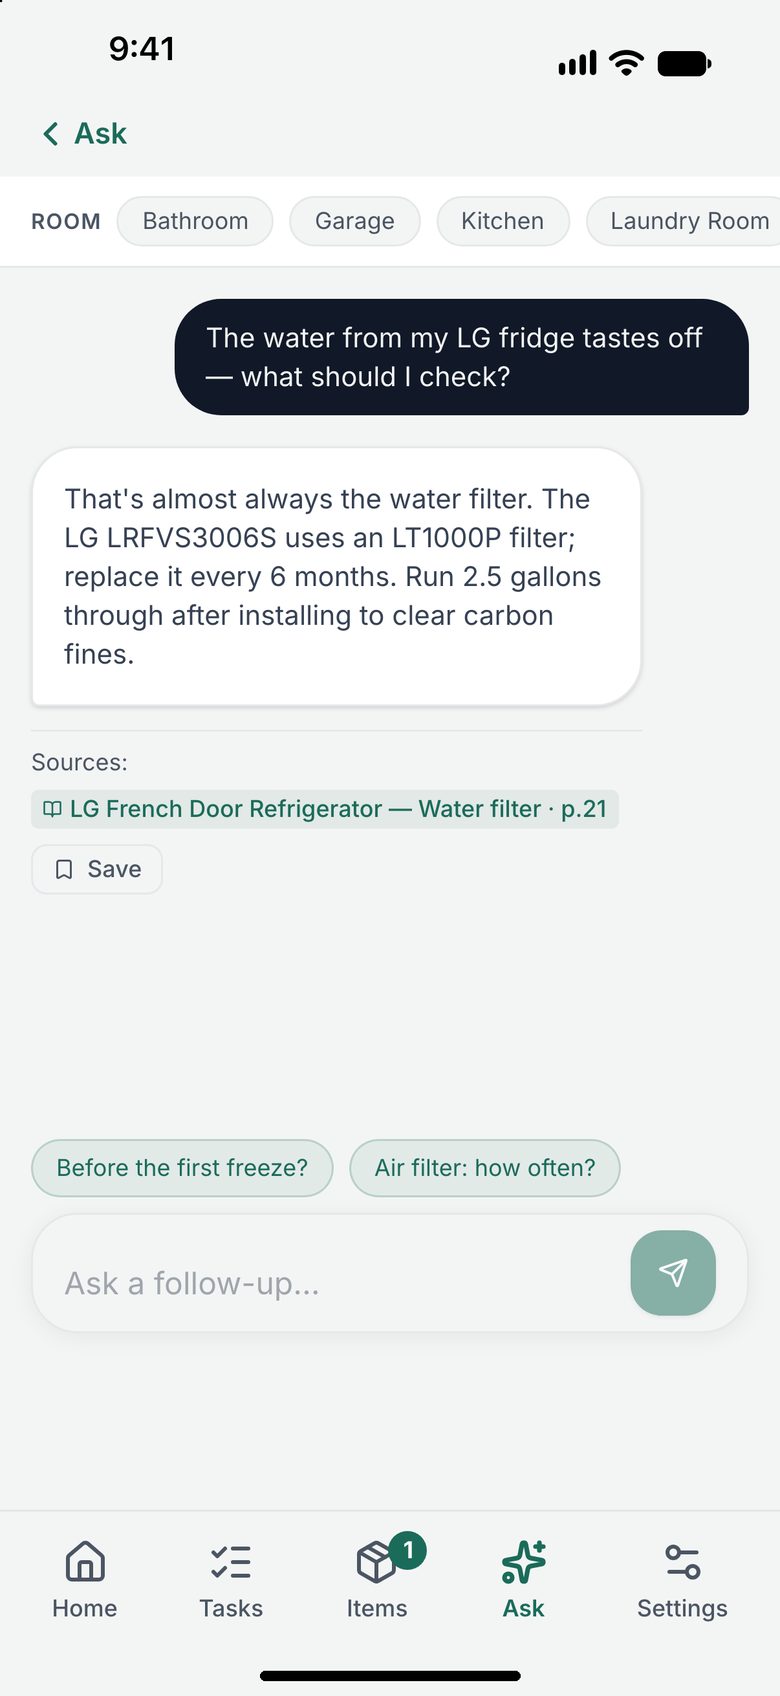 9:41
Ask
ROOM
Bathroom
Garage
Kitchen
Laundry Room
The water from my LG fridge tastes off
— what should I check?
That's almost always the water filter. The
LG LRFVS3006S uses an LT1000P filter;
replace it every 6 months. Run 2.5 gallons
through after installing to clear carbon
fines.
Sources:
LG French Door Refrigerator — Water filter · p.21
Save
Before the first freeze?
Air filter: how often?
Ask a follow-up...
1
Home
Tasks
Items
Ask
Settings